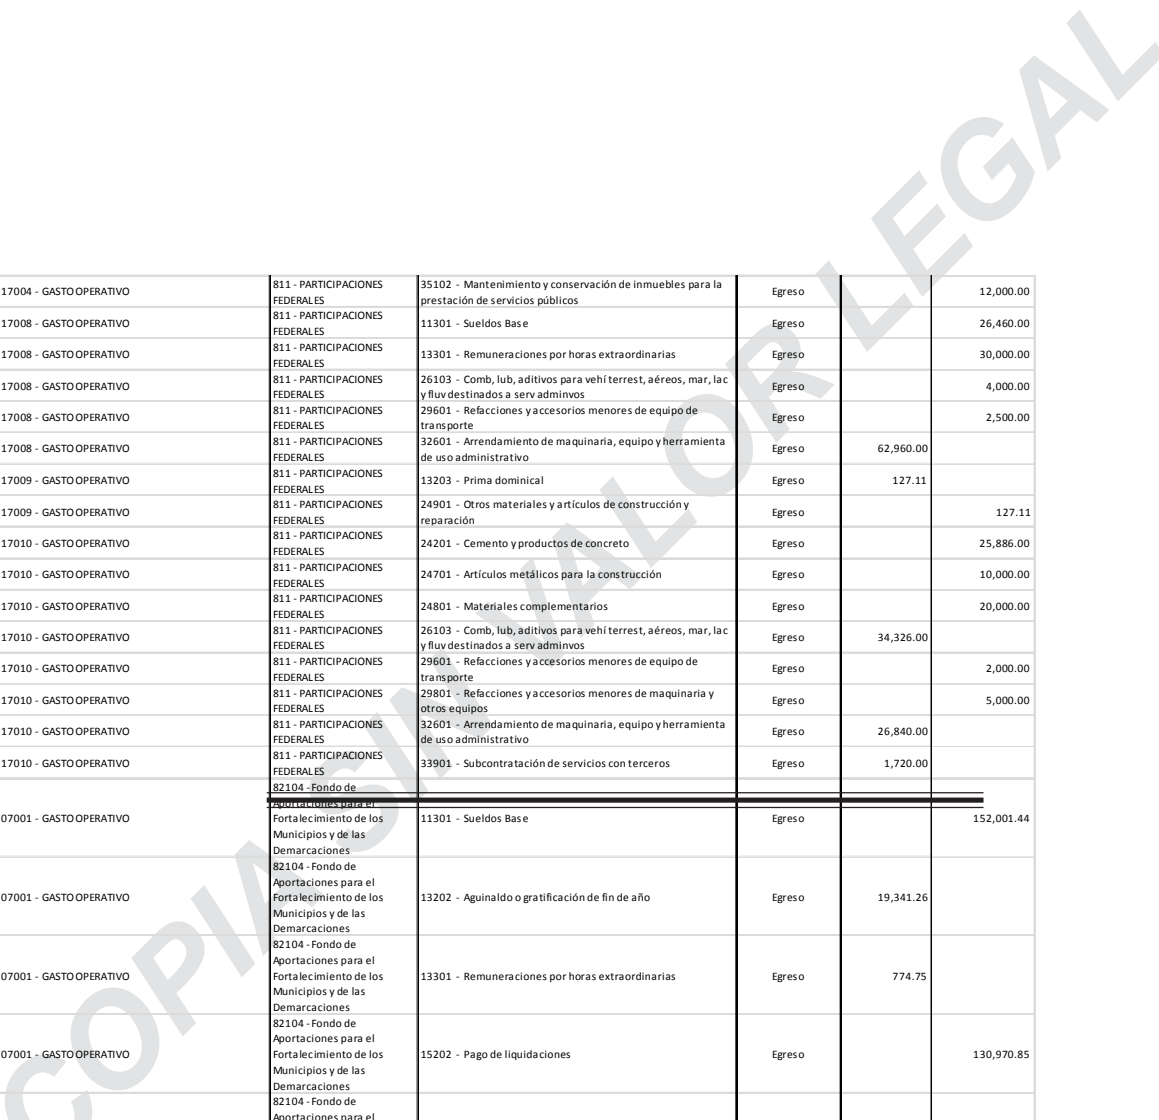 17004 - GASTO OPERATIVO 811 - PARTICIPACIONES FEDERALES 35102 - Mantenimiento y conservación de inmuebles para la prestación de servicios públicos Egreso 12,000.00
17008 - GASTO OPERATIVO 811 - PARTICIPACIONES FEDERALES 11301 - Sueldos Base Egreso 26,460.00
17008 - GASTO OPERATIVO 811 - PARTICIPACIONES FEDERALES 13301 - Remuneraciones por horas extraordinarias Egreso 30,000.00
17008 - GASTO OPERATIVO 811 - PARTICIPACIONES FEDERALES 26103 - Comb, lub, aditivos para vehí terrest, aéreos, mar, lac y fluv destinados a serv adminvos Egreso 4,000.00
17008 - GASTO OPERATIVO 811 - PARTICIPACIONES FEDERALES 29601 - Refacciones y accesorios menores de equipo de transporte Egreso 2,500.00
17008 - GASTO OPERATIVO 811 - PARTICIPACIONES FEDERALES 32601 - Arrendamiento de maquinaria, equipo y herramienta de uso administrativo Egreso 62,960.00
17009 - GASTO OPERATIVO 811 - PARTICIPACIONES FEDERALES 13203 - Prima dominical Egreso 127.11
17009 - GASTO OPERATIVO 811 - PARTICIPACIONES FEDERALES 24901 - Otros materiales y artículos de construcción y reparación Egreso 127.11
17010 - GASTO OPERATIVO 811 - PARTICIPACIONES FEDERALES 24201 - Cemento y productos de concreto Egreso 25,886.00
17010 - GASTO OPERATIVO 811 - PARTICIPACIONES FEDERALES 24701 - Artículos metálicos para la construcción Egreso 10,000.00
17010 - GASTO OPERATIVO 811 - PARTICIPACIONES FEDERALES 24801 - Materiales complementarios Egreso 20,000.00
17010 - GASTO OPERATIVO 811 - PARTICIPACIONES FEDERALES 26103 - Comb, lub, aditivos para vehí terrest, aéreos, mar, lac y fluv destinados a serv adminvos Egreso 34,326.00
17010 - GASTO OPERATIVO 811 - PARTICIPACIONES FEDERALES 29601 - Refacciones y accesorios menores de equipo de transporte Egreso 2,000.00
17010 - GASTO OPERATIVO 811 - PARTICIPACIONES FEDERALES 29801 - Refacciones y accesorios menores de maquinaria y otros equipos Egreso 5,000.00
17010 - GASTO OPERATIVO 811 - PARTICIPACIONES FEDERALES 32601 - Arrendamiento de maquinaria, equipo y herramienta de uso administrativo Egreso 26,840.00
17010 - GASTO OPERATIVO 811 - PARTICIPACIONES FEDERALES 33901 - Subcontratación de servicios con terceros Egreso 1,720.00
07001 - GASTO OPERATIVO 82104 - Fondo de Aportaciones para el Fortalecimiento de los Municipios y de las Demarcaciones 11301 - Sueldos Base Egreso 152,001.44
07001 - GASTO OPERATIVO 82104 - Fondo de Aportaciones para el Fortalecimiento de los Municipios y de las Demarcaciones 13202 - Aguinaldo o gratificación de fin de año Egreso 19,341.26
07001 - GASTO OPERATIVO 82104 - Fondo de Aportaciones para el Fortalecimiento de los Municipios y de las Demarcaciones 13301 - Remuneraciones por horas extraordinarias Egreso 774.75
07001 - GASTO OPERATIVO 82104 - Fondo de Aportaciones para el Fortalecimiento de los Municipios y de las Demarcaciones 15202 - Pago de liquidaciones Egreso 130,970.85
82104 - Fondo de
Aportaciones para el
COPIA SIN VALOR LEGAL